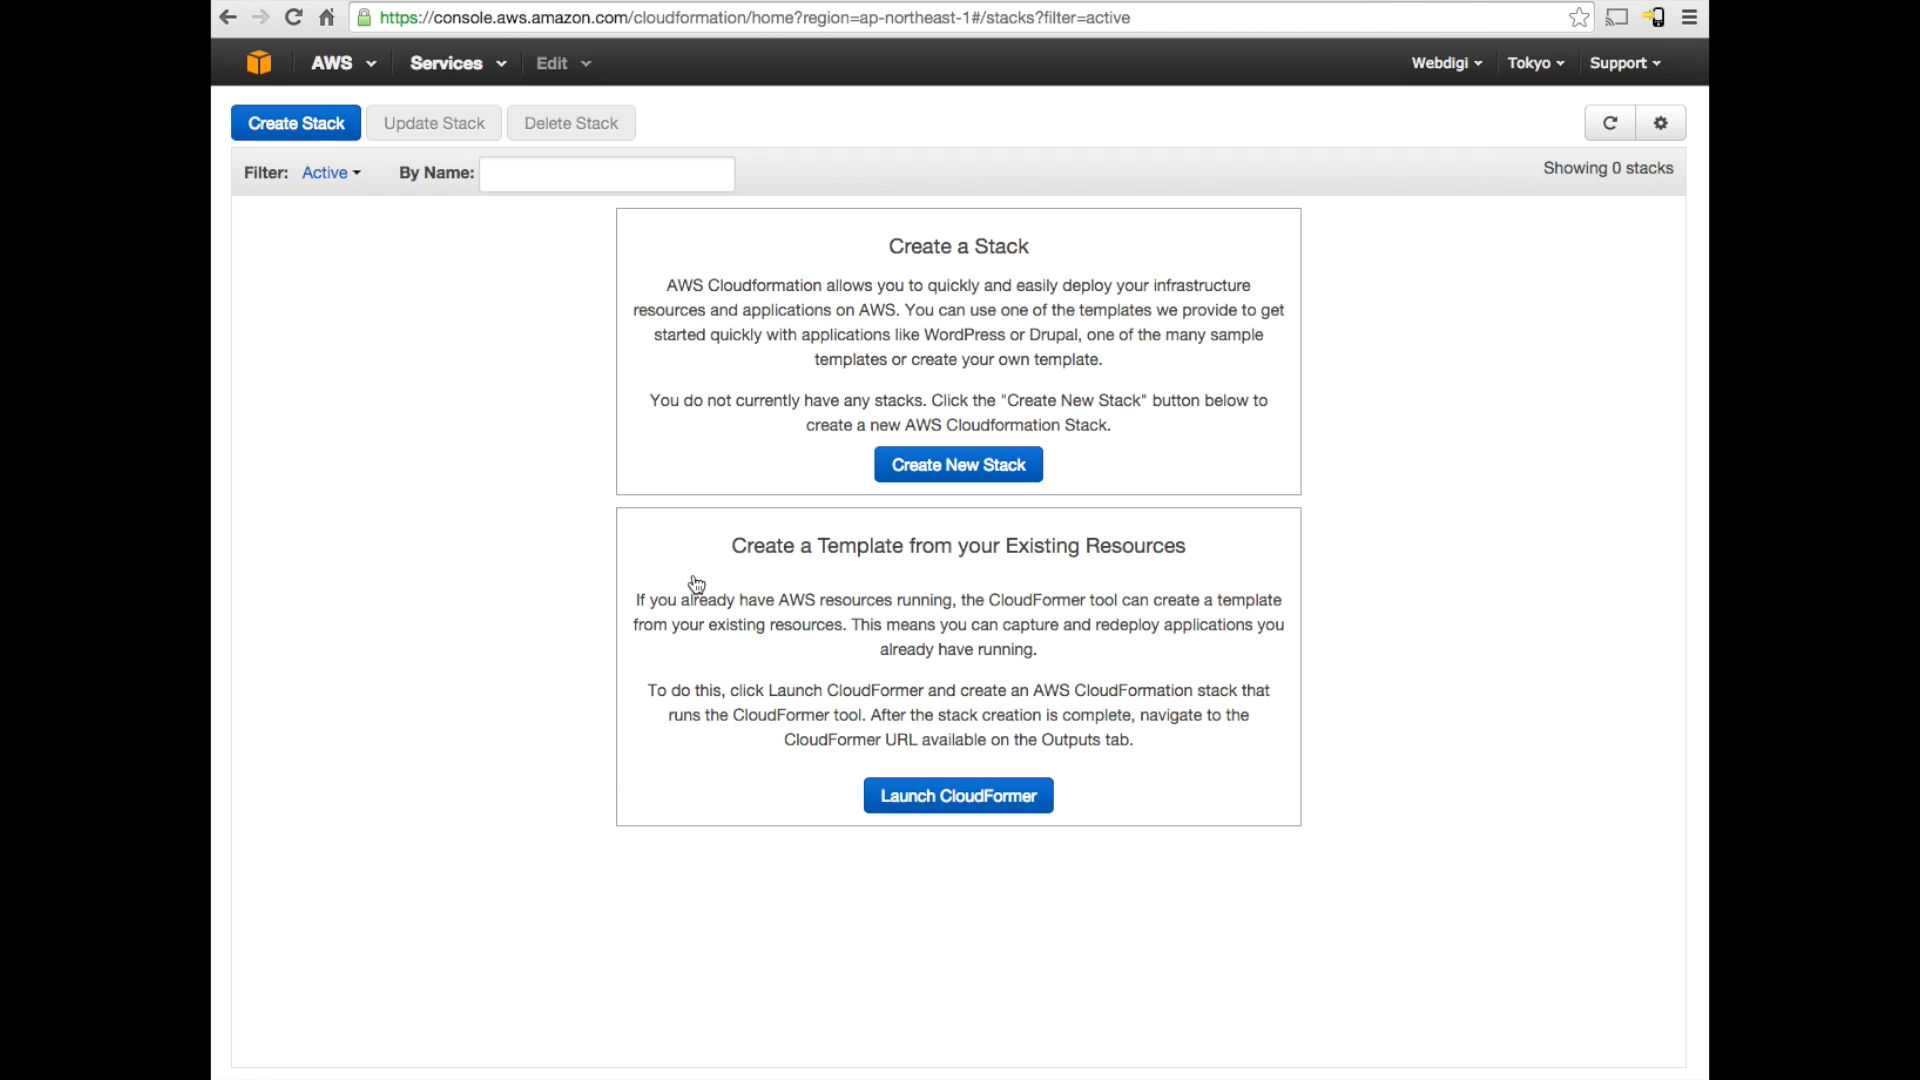 https://console.aws.amazon.com/cloudformation/home?region=ap-northeast-1#/stacks?filter=active
AWS Services Edit Webdigi Tokyo Support
Create Stack Update Stack Delete Stack
Filter: Active By Name: Showing 0 stacks
Create a Stack
AWS Cloudformation allows you to quickly and easily deploy your infrastructure
resources and applications on AWS. You can use one of the templates we provide to get
started quickly with applications like WordPress or Drupal, one of the many sample
templates or create your own template.
You do not currently have any stacks. Click the "Create New Stack" button below to
create a new AWS Cloudformation Stack.
Create New Stack
Create a Template from your Existing Resources
If you already have AWS resources running, the CloudFormer tool can create a template
from your existing resources. This means you can capture and redeploy applications you
already have running.
To do this, click Launch CloudFormer and create an AWS CloudFormation stack that
runs the CloudFormer tool. After the stack creation is complete, navigate to the
CloudFormer URL available on the Outputs tab.
Launch CloudFormer